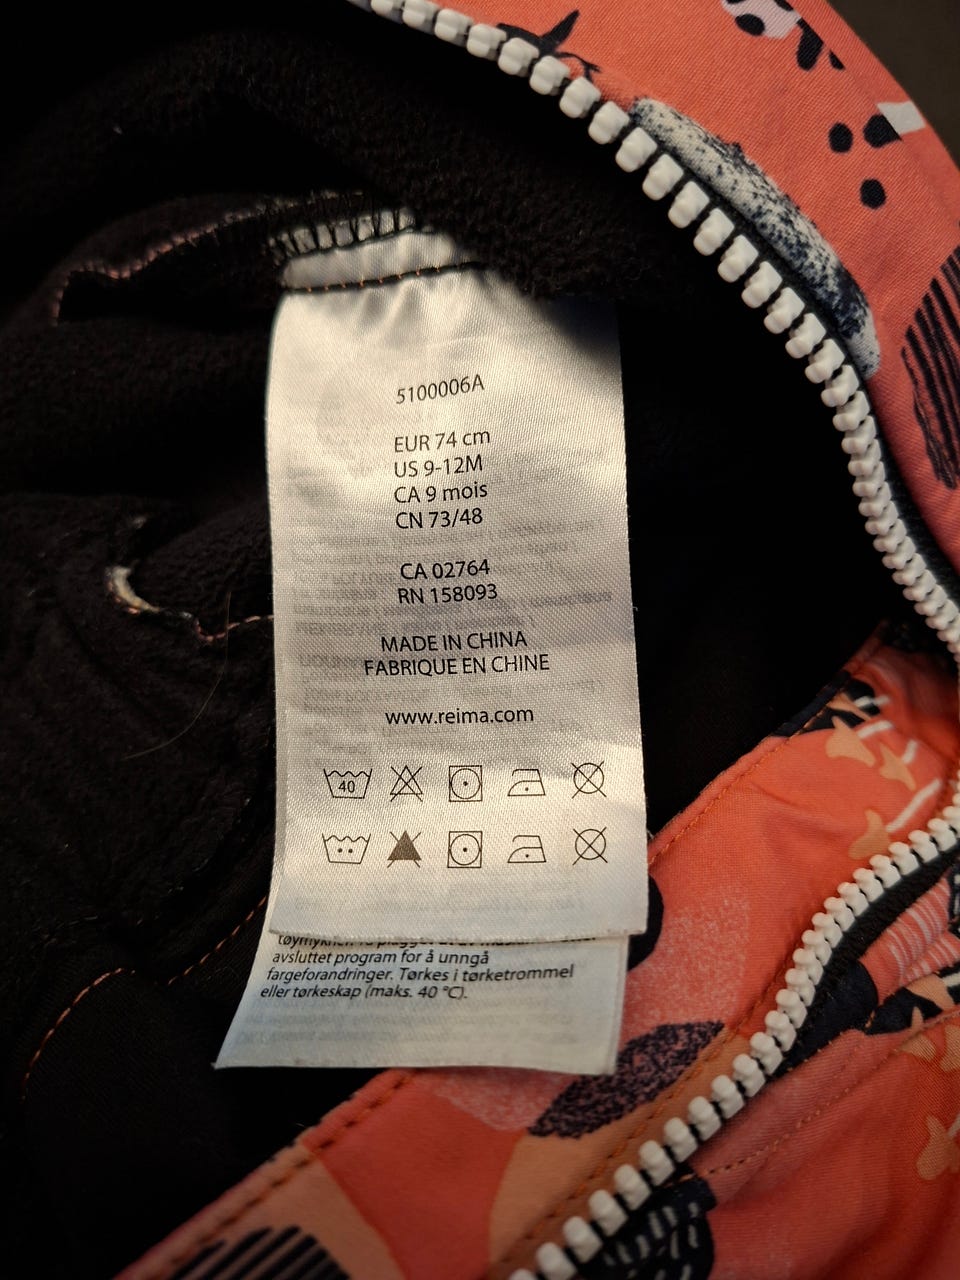 5100006A
EUR 74 cm
US 9-12M
CA 9 mois
CN 73/48
CA 02764
RN 158093
MADE IN CHINA
FABRIQUE EN CHINE
www.reima.com
40
avsluttet program for å unngå
fargeforandringer. Tørkes i tørketrommel
eller tørkeskap (maks. 40 °C).